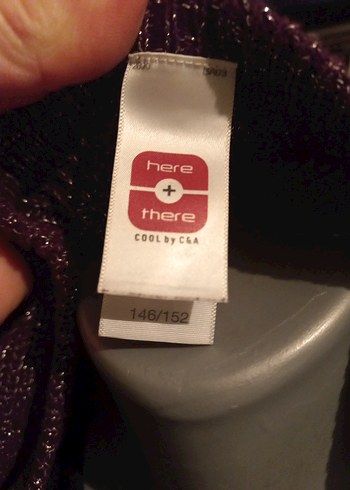 here
+
there
COOL by C&A
146/152